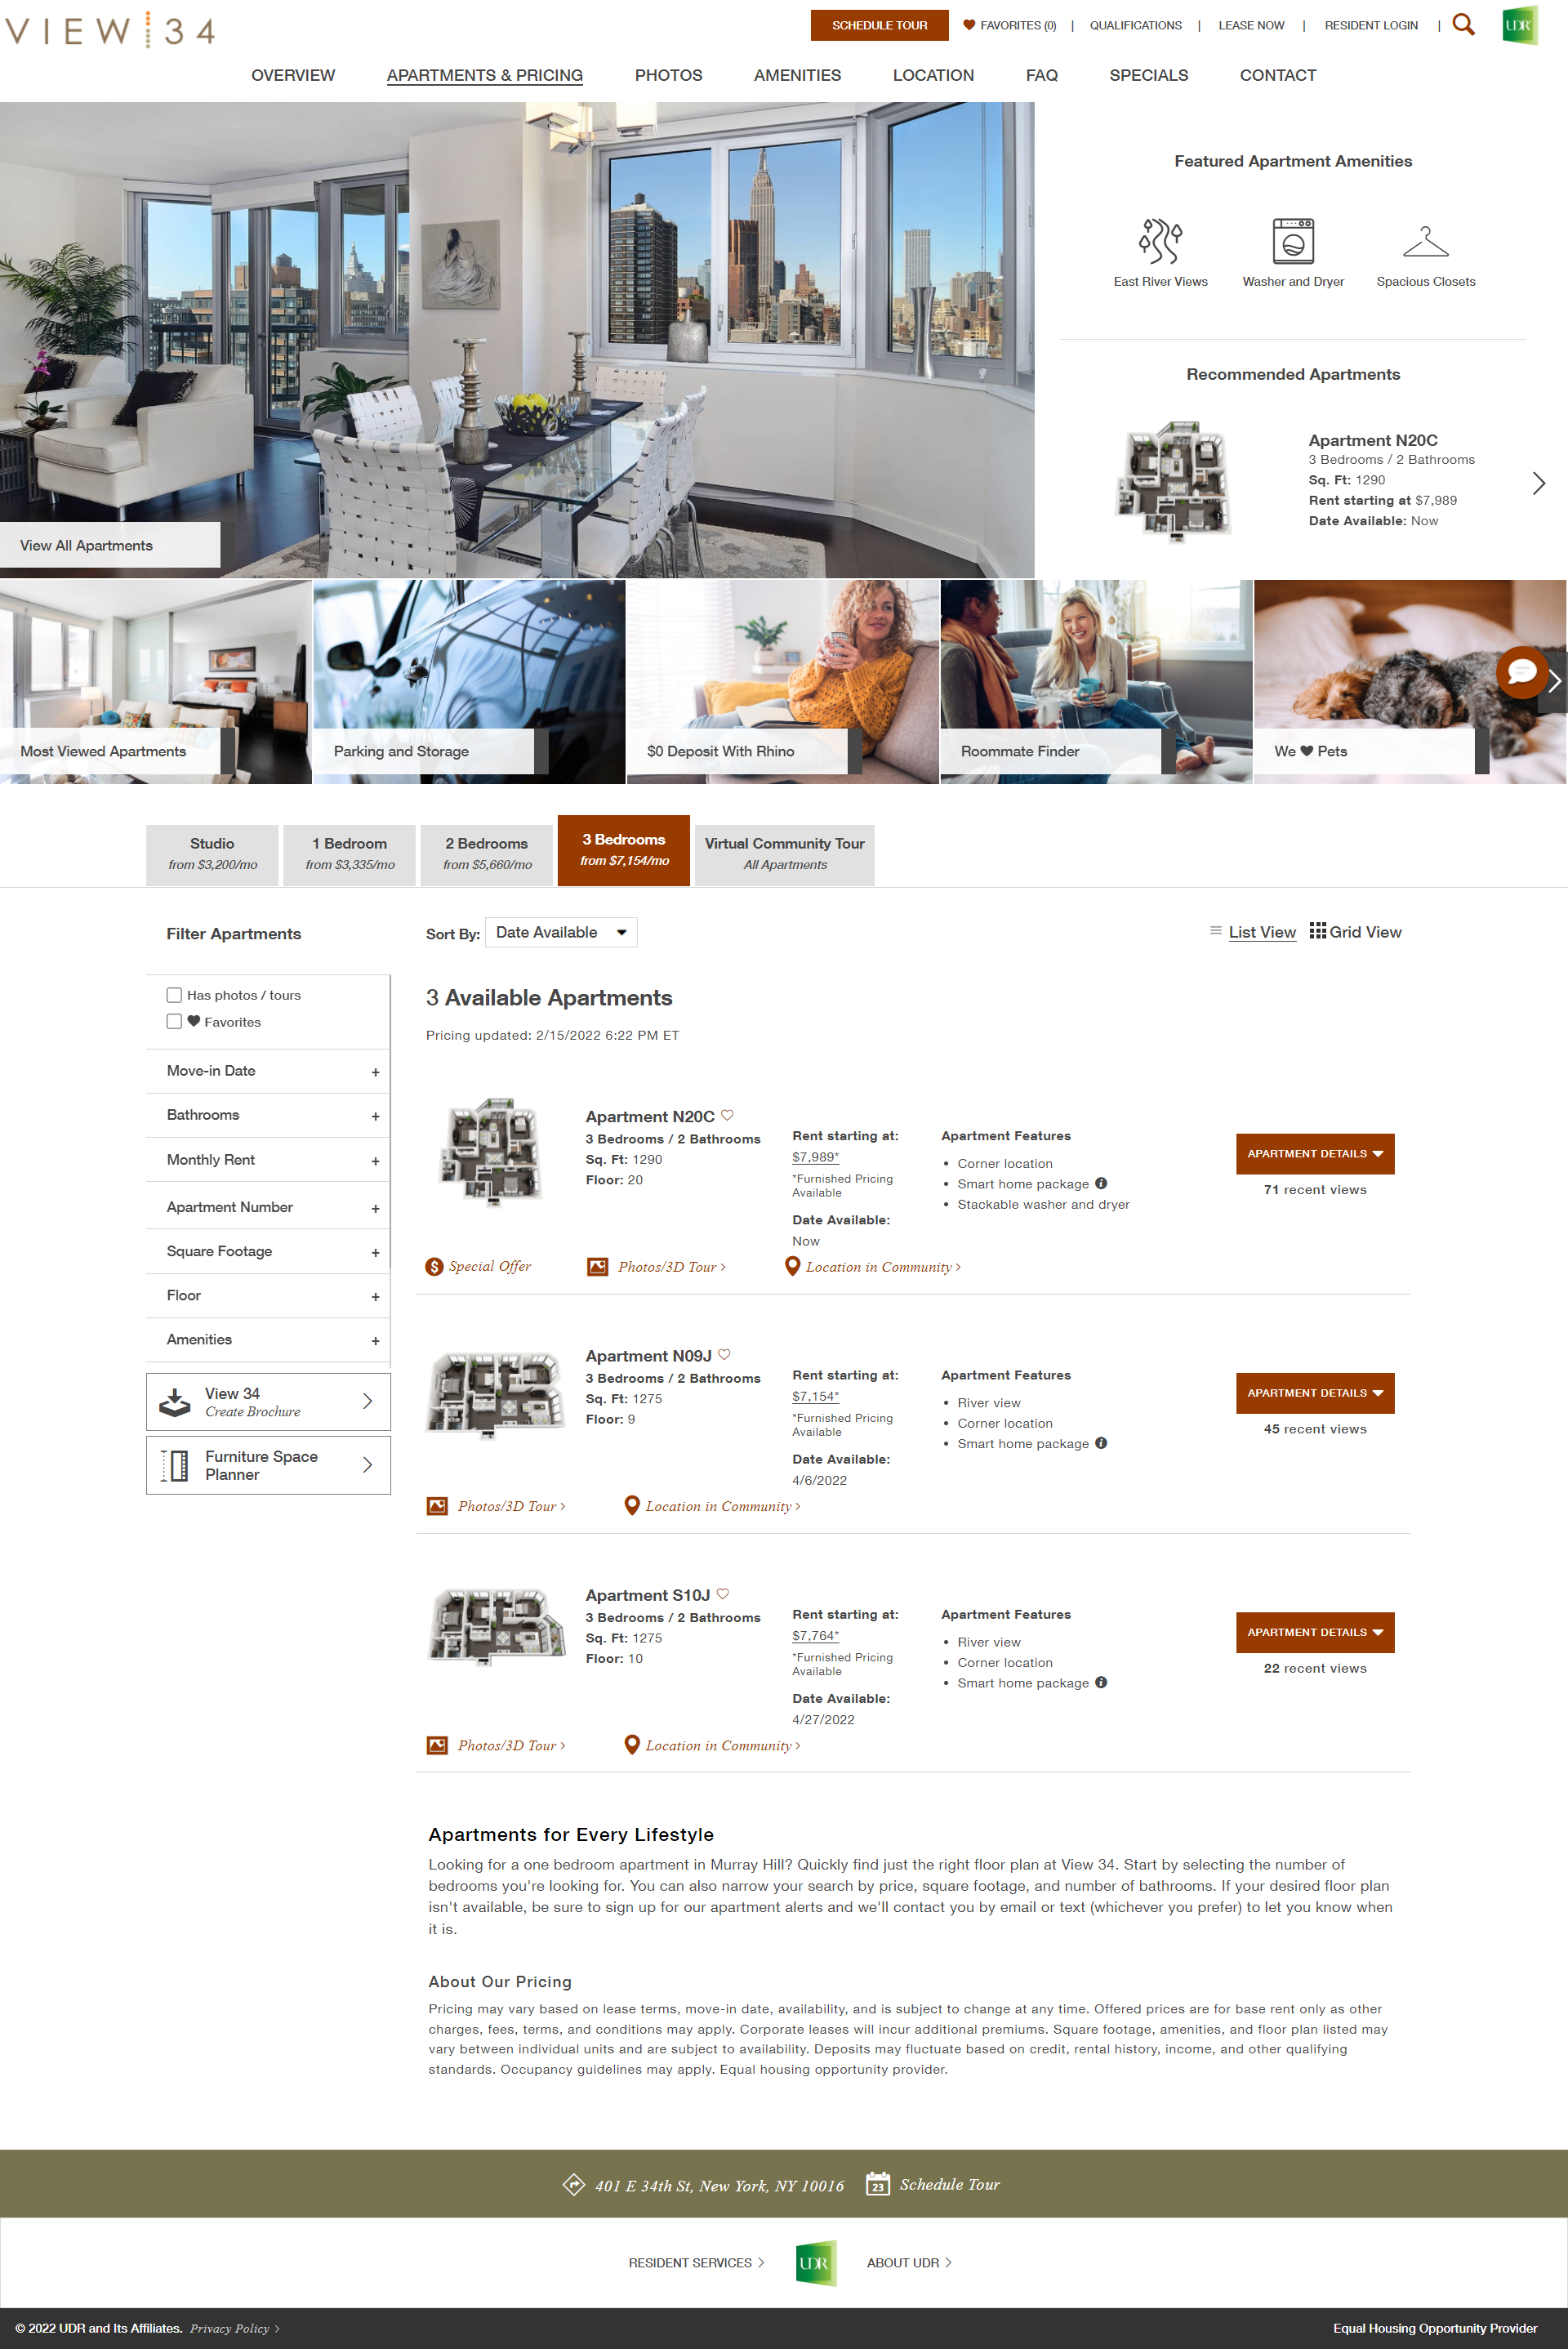 VIEW 34
SCHEDULE TOUR
FAVORITES (0) | QUALIFICATIONS | LEASE NOW | RESIDENT LOGIN |
UDR
OVERVIEW
APARTMENTS & PRICING
PHOTOS
AMENITIES
LOCATION
FAQ
SPECIALS
CONTACT
View All Apartments
Featured Apartment Amenities
East River Views
Washer and Dryer
Spacious Closets
Recommended Apartments
Apartment N20C
3 Bedrooms / 2 Bathrooms
Sq. Ft: 1290
Rent starting at $7,989
Date Available: Now
Most Viewed Apartments
Parking and Storage
$0 Deposit With Rhino
Roommate Finder
We ♥ Pets
Studio
from $3,200/mo
1 Bedroom
from $3,335/mo
2 Bedrooms
from $5,660/mo
3 Bedrooms
from $7,154/mo
Virtual Community Tour
All Apartments
Filter Apartments
Has photos / tours
♥ Favorites
Move-in Date +
Bathrooms +
Monthly Rent +
Apartment Number +
Square Footage +
Floor +
Amenities +
View 34
Create Brochure
Furniture Space
Planner
Sort By: Date Available
List View
Grid View
3 Available Apartments
Pricing updated: 2/15/2022 6:22 PM ET
Apartment N20C
3 Bedrooms / 2 Bathrooms
Sq. Ft: 1290
Floor: 20
Rent starting at:
$7,989*
*Furnished Pricing
Available
Date Available:
Now
Apartment Features
• Corner location
• Smart home package
• Stackable washer and dryer
APARTMENT DETAILS
71 recent views
Special Offer
Photos/3D Tour >
Location in Community >
Apartment N09J
3 Bedrooms / 2 Bathrooms
Sq. Ft: 1275
Floor: 9
Rent starting at:
$7,154*
*Furnished Pricing
Available
Date Available:
4/6/2022
Apartment Features
• River view
• Corner location
• Smart home package
APARTMENT DETAILS
45 recent views
Photos/3D Tour >
Location in Community >
Apartment S10J
3 Bedrooms / 2 Bathrooms
Sq. Ft: 1275
Floor: 10
Rent starting at:
$7,764*
*Furnished Pricing
Available
Date Available:
4/27/2022
Apartment Features
• River view
• Corner location
• Smart home package
APARTMENT DETAILS
22 recent views
Photos/3D Tour >
Location in Community >
Apartments for Every Lifestyle
Looking for a one bedroom apartment in Murray Hill? Quickly find just the right floor plan at View 34. Start by selecting the number of
bedrooms you're looking for. You can also narrow your search by price, square footage, and number of bathrooms. If your desired floor plan
isn't available, be sure to sign up for our apartment alerts and we'll contact you by email or text (whichever you prefer) to let you know when
it is.
About Our Pricing
Pricing may vary based on lease terms, move-in date, availability, and is subject to change at any time. Offered prices are for base rent only as other
charges, fees, terms, and conditions may apply. Corporate leases will incur additional premiums. Square footage, amenities, and floor plan listed may
vary between individual units and are subject to availability. Deposits may fluctuate based on credit, rental history, income, and other qualifying
standards. Occupancy guidelines may apply. Equal housing opportunity provider.
401 E 34th St, New York, NY 10016
23
Schedule Tour
RESIDENT SERVICES >
UDR
ABOUT UDR >
© 2022 UDR and Its Affiliates. Privacy Policy >
Equal Housing Opportunity Provider